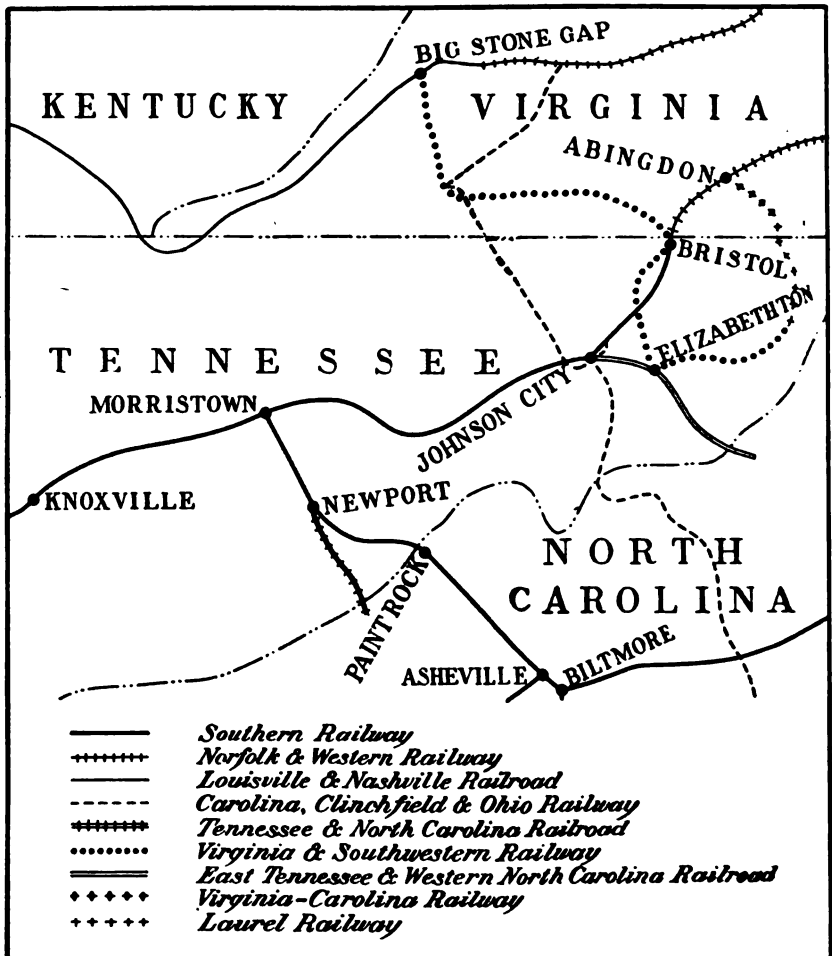 BIG STONE GAP
KENTUCKY
VIRGINIA
ABINGDON
BRISTOL
ELIZABETHTON
TENNESSEE
MORRISTOWN
JOHNSON CITY
KNOXVILLE
NEWPORT
NORTH
CAROLINA
PAINTROCK
ASHEVILLE
BILTMORE
Southern Railway
Norfolk & Western Railway
Louisville & Nashville Railroad
Carolina, Clinchfield & Ohio Railway
Tennessee & North Carolina Railroad
Virginia & Southwestern Railway
East Tennessee & Western North Carolina Railroad
Virginia-Carolina Railway
Laurel Railway